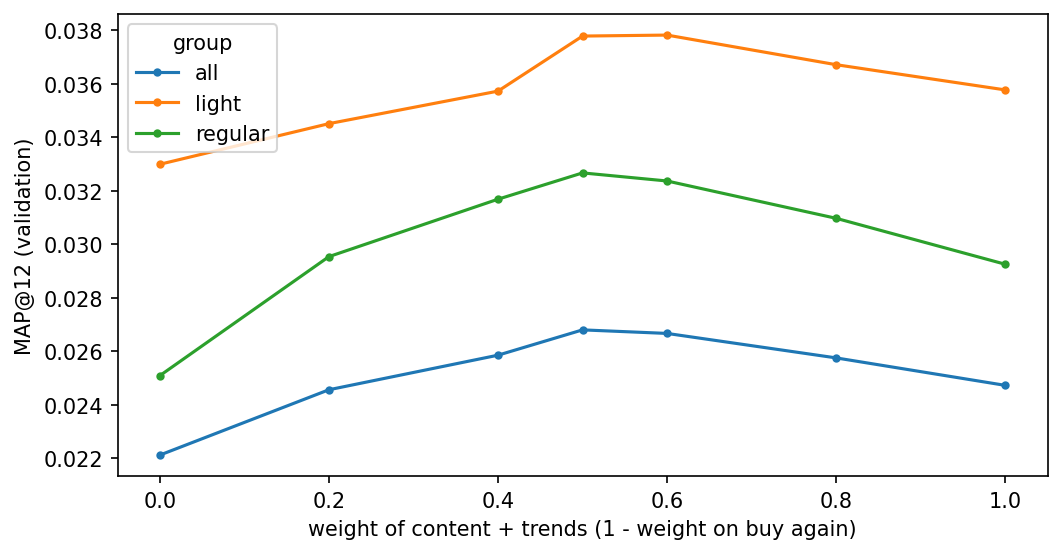 group
all
light
regular
MAP@12 (validation)
0.038
0.036
0.034
0.032
0.030
0.028
0.026
0.024
0.022
0.0 0.2 0.4 0.6 0.8 1.0
weight of content + trends (1 - weight on buy again)